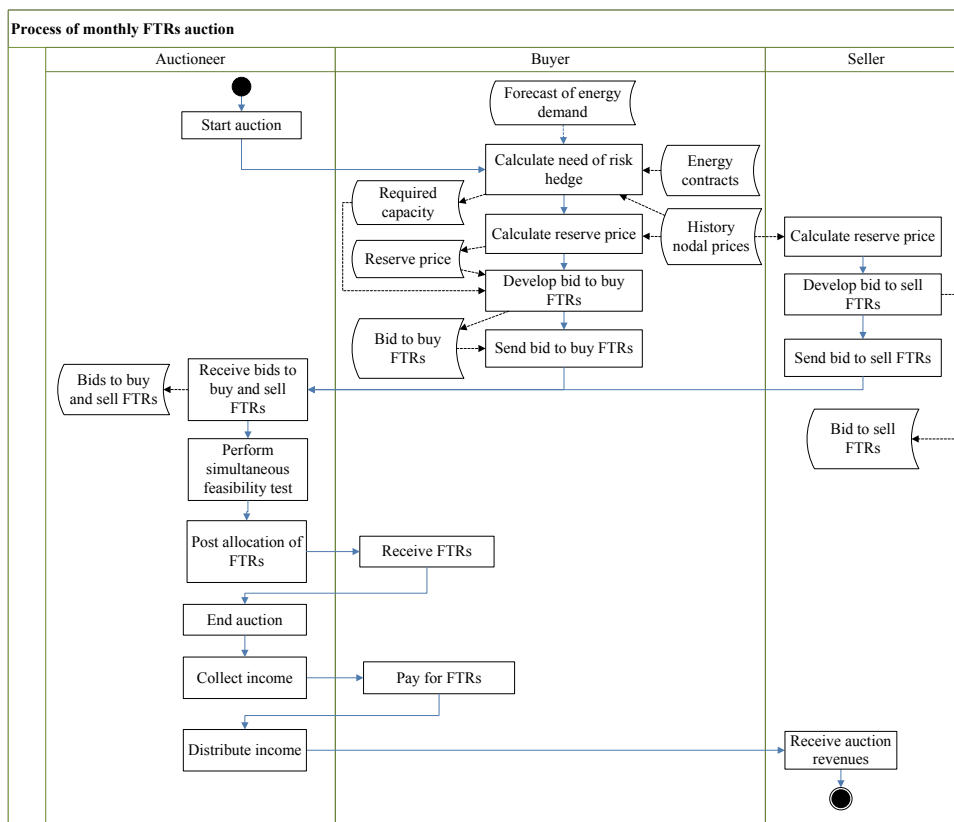 Process of monthly FTRs auction
Auctioneer
Buyer
Seller
Forecast of energy
demand
Start auction
Calculate need of risk
hedge
Energy
contracts
Required
capacity
Calculate reserve price
History
nodal prices
Calculate reserve price
Reserve price
Develop bid to buy
FTRs
Develop bid to sell
FTRs
Bid to buy
FTRs
Send bid to buy FTRs
Send bid to sell FTRs
Bids to buy
and sell FTRs
Receive bids to
buy and sell
FTRs
Bid to sell
FTRs
Perform
simultaneous
feasibility test
Post allocation of
FTRs
Receive FTRs
End auction
Collect income
Pay for FTRs
Distribute income
Receive auction
revenues